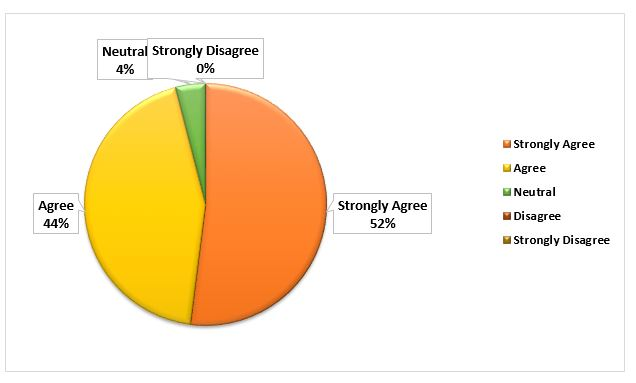 Neutral
4%
Strongly Disagree
0%
Agree
44%
Strongly Agree
52%
Strongly Agree
Agree
Neutral
Disagree
Strongly Disagree